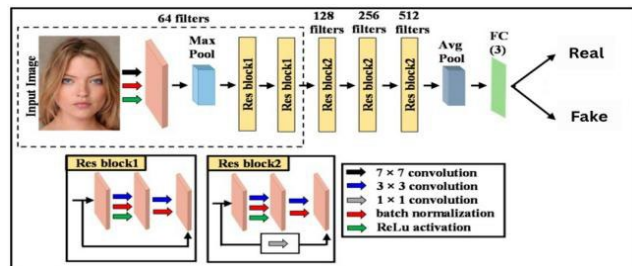 64 filters
128
filters
256
filters
512
filters
Input Image
Max
Pool
Res block1
Res block1
Res block2
Res block2
Res block2
Avg
Pool
FC
(3)
Real
Fake
Res block1
Res block2
7 × 7 convolution
3 × 3 convolution
1 × 1 convolution
batch normalization
ReLu activation